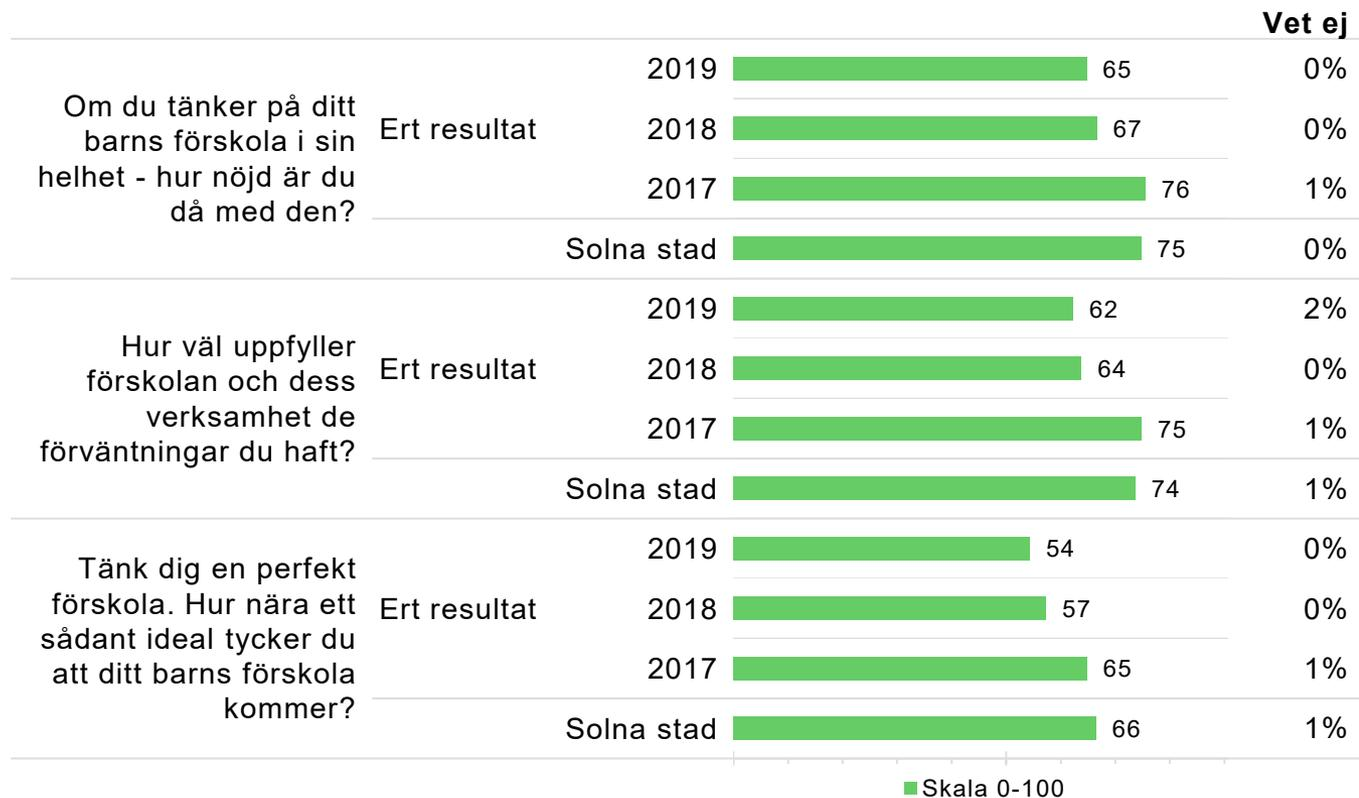 Vet ej
Om du tänker på ditt
barns förskola i sin
helhet - hur nöjd är du
då med den?
Ert resultat
2019 65 0%
2018 67 0%
2017 76 1%
Solna stad 75 0%
Hur väl uppfyller
förskolan och dess
verksamhet de
förväntningar du haft?
Ert resultat
2019 62 2%
2018 64 0%
2017 75 1%
Solna stad 74 1%
Tänk dig en perfekt
förskola. Hur nära ett
sådant ideal tycker du
att ditt barns förskola
kommer?
Ert resultat
2019 54 0%
2018 57 0%
2017 65 1%
Solna stad 66 1%
Skala 0-100